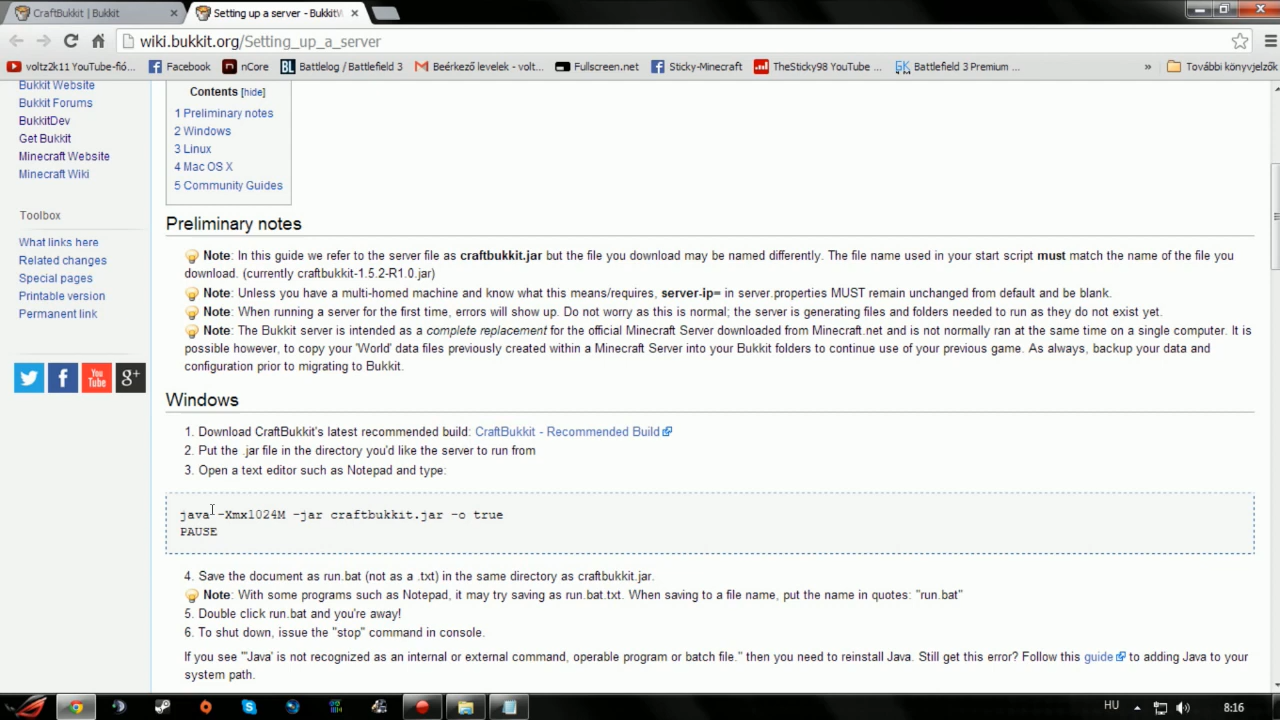 CraftBukkit | Bukkit
Setting up a server - BukkitW
wiki.bukkit.org/Setting_up_a_server
voltz2k11 YouTube-fió...
Facebook
nCore
Battlelog / Battlefield 3
Beérkező levelek - volt...
Fullscreen.net
Sticky-Minecraft
TheSticky98 YouTube ...
Battlefield 3 Premium ...
»
További könyvjelzők
Bukkit Website
Bukkit Forums
BukkitDev
Get Bukkit
Minecraft Website
Minecraft Wiki
Toolbox
What links here
Related changes
Special pages
Printable version
Permanent link
You
Tube
g+
Contents [hide]
1 Preliminary notes
2 Windows
3 Linux
4 Mac OS X
5 Community Guides
Preliminary notes
Note: In this guide we refer to the server file as craftbukkit.jar but the file you download may be named differently. The file name used in your start script must match the name of the file you
download. (currently craftbukkit-1.5.2-R1.0.jar)
Note: Unless you have a multi-homed machine and know what this means/requires, server-ip= in server.properties MUST remain unchanged from default and be blank.
Note: When running a server for the first time, errors will show up. Do not worry as this is normal; the server is generating files and folders needed to run as they do not exist yet.
Note: The Bukkit server is intended as a complete replacement for the official Minecraft Server downloaded from Minecraft.net and is not normally ran at the same time on a single computer. It is
possible however, to copy your 'World' data files previously created within a Minecraft Server into your Bukkit folders to continue use of your previous game. As always, backup your data and
configuration prior to migrating to Bukkit.
Windows
1. Download CraftBukkit's latest recommended build: CraftBukkit - Recommended Build
2. Put the .jar file in the directory you'd like the server to run from
3. Open a text editor such as Notepad and type:
java -Xmx1024M -jar craftbukkit.jar -o true
PAUSE
4. Save the document as run.bat (not as a .txt) in the same directory as craftbukkit.jar.
Note: With some programs such as Notepad, it may try saving as run.bat.txt. When saving to a file name, put the name in quotes: "run.bat"
5. Double click run.bat and you're away!
6. To shut down, issue the "stop" command in console.
If you see "'Java' is not recognized as an internal or external command, operable program or batch file." then you need to reinstall Java. Still get this error? Follow this guide to adding Java to your
system path.
HU
8:16